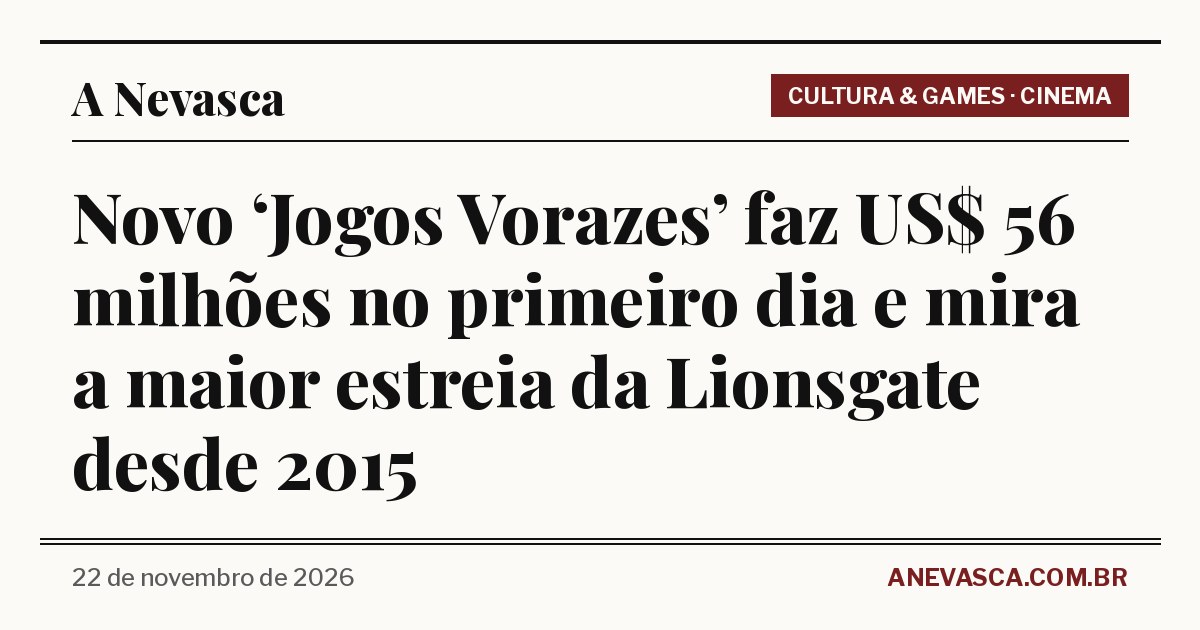 A Nevasca
CULTURA & GAMES · CINEMA
Novo ‘Jogos Vorazes’ faz US$ 56
milhões no primeiro dia e mira
a maior estreia da Lionsgate
desde 2015
22 de novembro de 2026
ANEVASCA.COM.BR